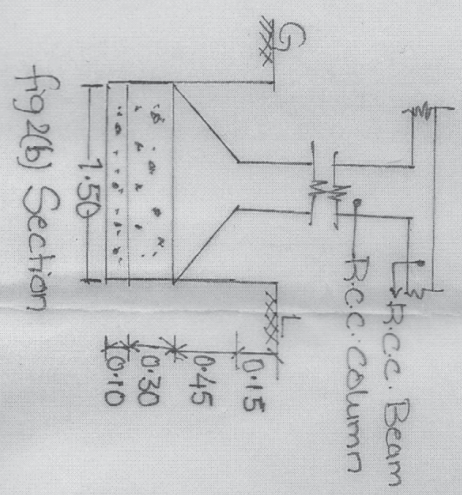 R.C.C. Beam
R.C.C. Column
G
L
0.15
0.45
0.30
0.10
1.50
fig 2(b) Section